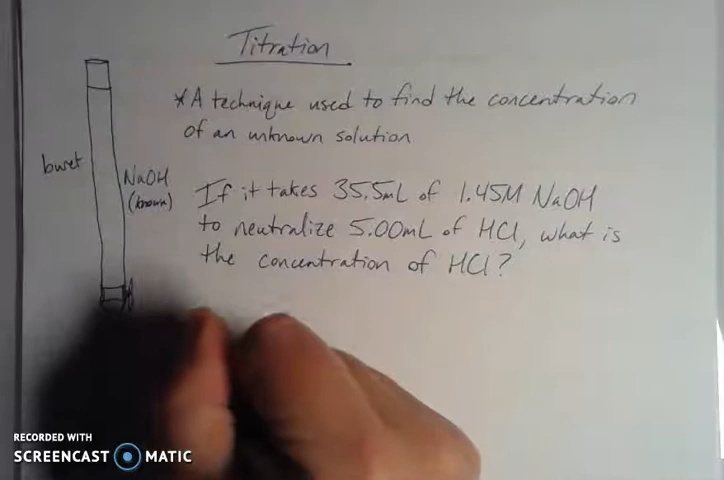 Titration
*A technique used to find the concentration
of an unknown solution
buret
NaOH
(known)
If it takes 35.5mL of 1.45M NaOH
to neutralize 5.00mL of HCl, what is
the concentration of HCl?
RECORDED WITH
SCREENCAST MATIC